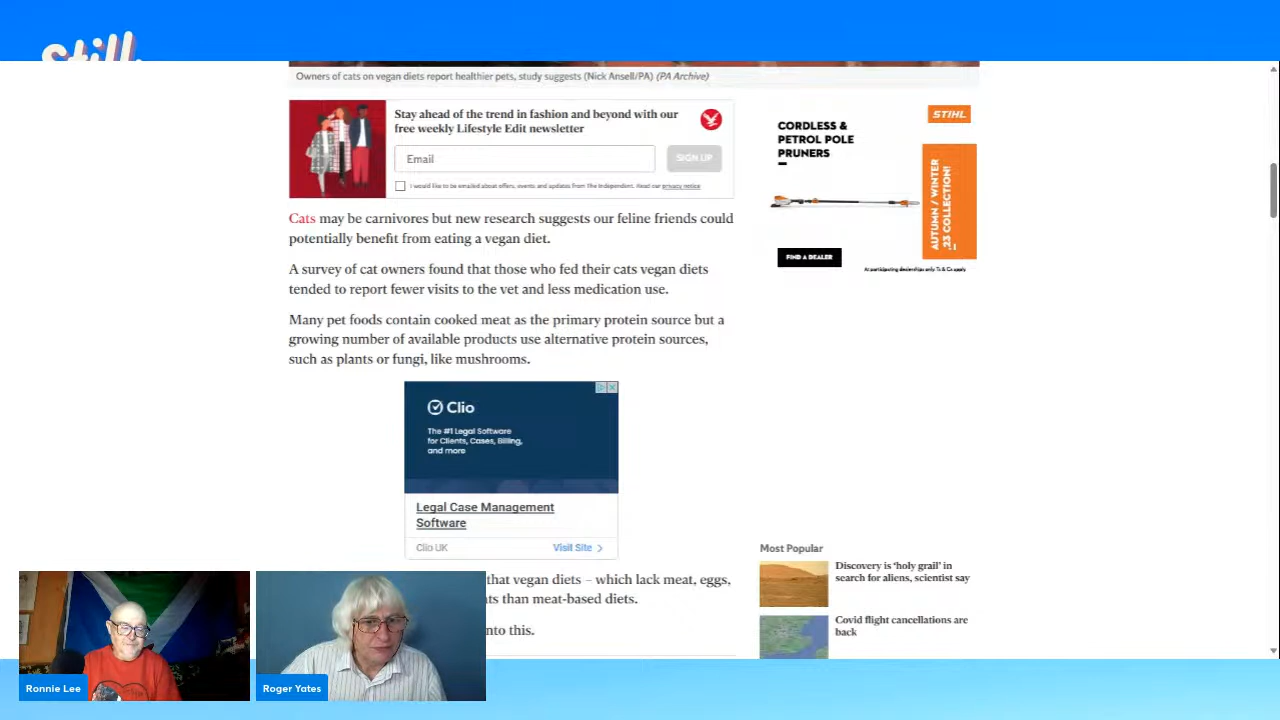 Still
Owners of cats on vegan diets report healthier pets, study suggests (Nick Ansell/PA) (PA Archive)
Stay ahead of the trend in fashion and beyond with our
free weekly Lifestyle Edit newsletter
Email
SIGN UP
I would like to be emailed about offers, events and updates from The Independent. Read our privacy notice
Cats may be carnivores but new research suggests our feline friends could
potentially benefit from eating a vegan diet.
A survey of cat owners found that those who fed their cats vegan diets
tended to report fewer visits to the vet and less medication use.
Many pet foods contain cooked meat as the primary protein source but a
growing number of available products use alternative protein sources,
such as plants or fungi, like mushrooms.
Clio
The #1 Legal Software
for Clients, Cases, Billing,
and more
Legal Case Management
Software
Clio UK
Visit Site
that vegan diets – which lack meat, eggs,
ts than meat-based diets.
nto this.
STIHL
CORDLESS &
PETROL POLE
PRUNERS
AUTUMN / WINTER
'23 COLLECTION!
FIND A DEALER
At participating dealerships only. Ts & Cs apply
Most Popular
Discovery is ‘holy grail’ in
search for aliens, scientist say
Covid flight cancellations are
back
Ronnie Lee
Roger Yates